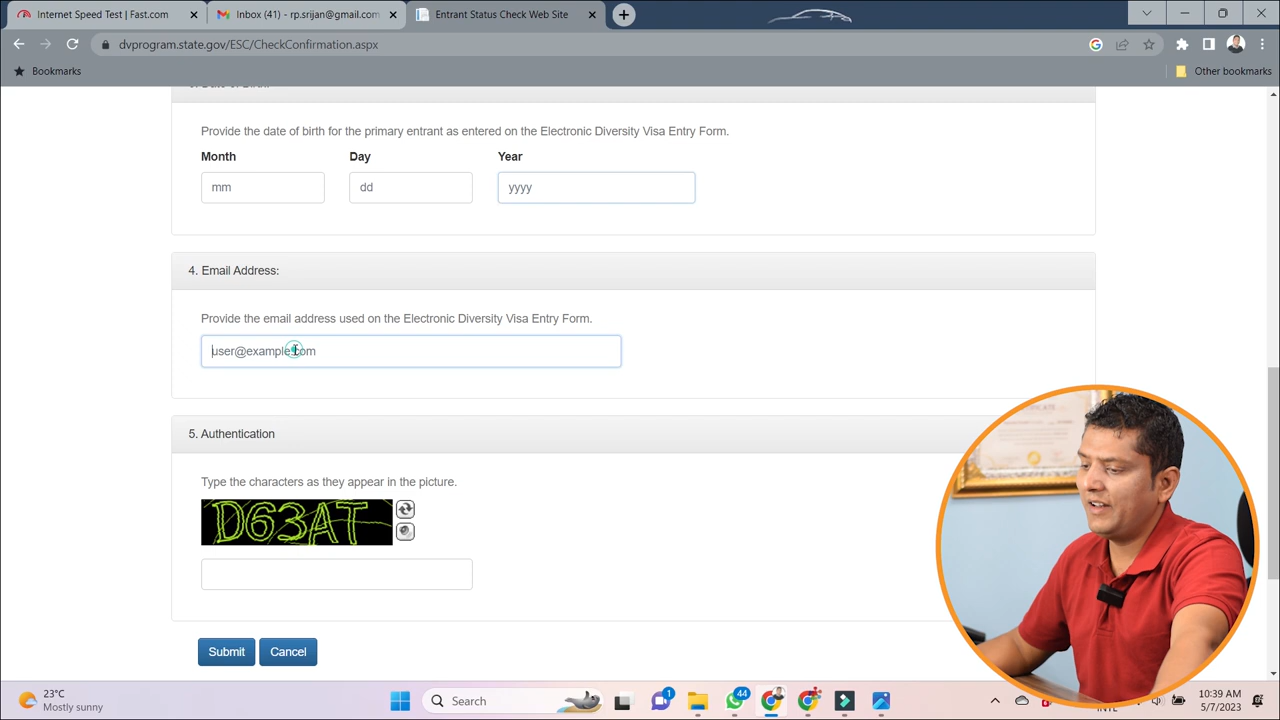 Internet Speed Test | Fast.com
Inbox (41) - rp.srijan@gmail.com
Entrant Status Check Web Site
dvprogram.state.gov/ESC/CheckConfirmation.aspx
Bookmarks
Other bookmarks
Provide the date of birth for the primary entrant as entered on the Electronic Diversity Visa Entry Form.
Month Day Year
mm dd yyyy
4. Email Address:
Provide the email address used on the Electronic Diversity Visa Entry Form.
user@example.com
5. Authentication
Type the characters as they appear in the picture.
D63AT
Submit Cancel
23°C
Mostly sunny
Search
1
44
INTL
10:39 AM
5/7/2023